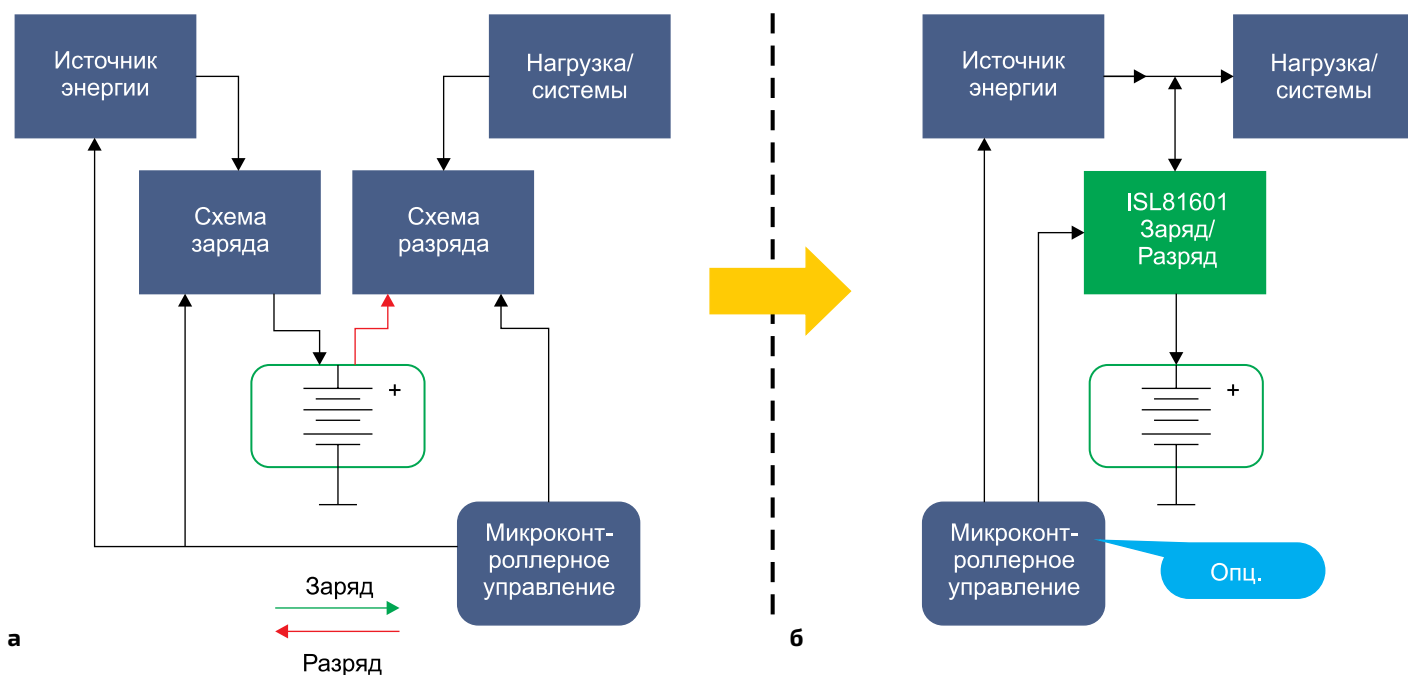 Источник
энергии
Нагрузка/
системы
Схема
заряда
Схема
разряда
+
Микроконт-
роллерное
управление
Заряд
Разряд
а
Источник
энергии
Нагрузка/
системы
ISL81601
Заряд/
Разряд
+
Микроконт-
роллерное
управление
Опц.
б